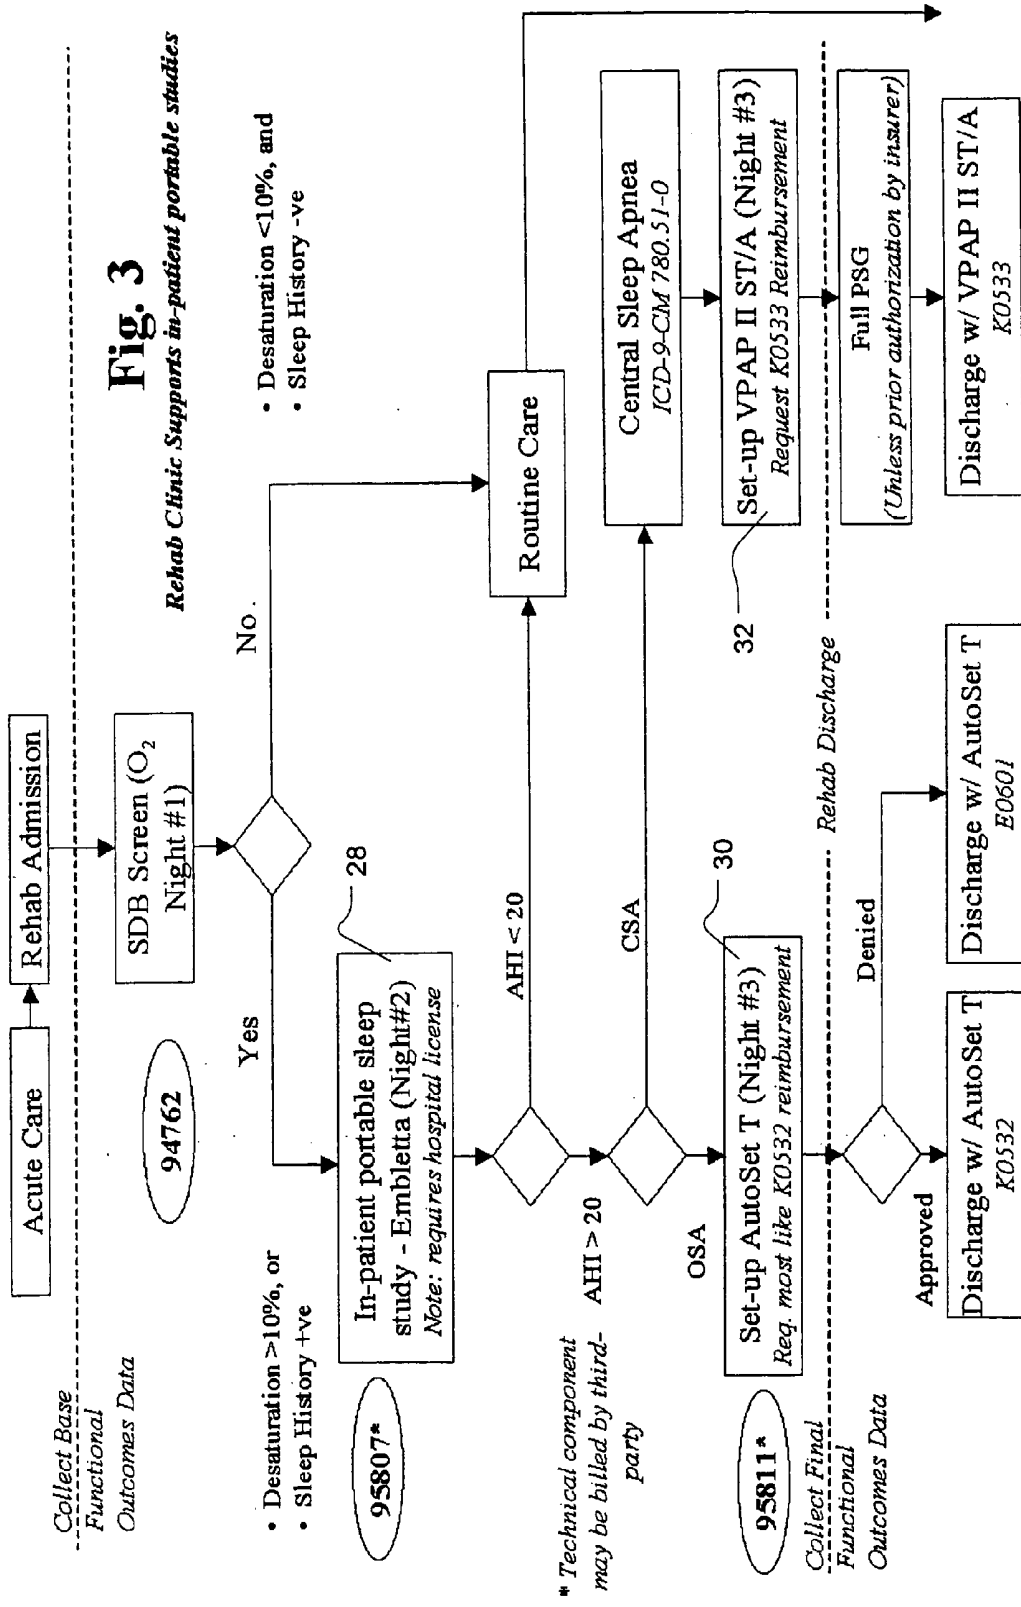 Fig. 3
Rehab Clinic Supports in-patient portable studies
Acute Care
Rehab Admission
Collect Base
Functional
Outcomes Data
94762
SDB Screen (O2
Night #1)
Yes
No.
• Desaturation >10%, or
• Sleep History +ve
• Desaturation <10%, and
• Sleep History -ve
95807*
In-patient portable sleep
study - Embletta (Night#2)
Note: requires hospital license
28
Routine Care
AHI < 20
AHI > 20
* Technical component
may be billed by third-
party
CSA
OSA
Central Sleep Apnea
ICD-9-CM 780.51-0
95811*
Set-up AutoSet T (Night #3)
Req. most like K0532 reimbursement
30
Set-up VPAP II ST/A (Night #3)
Request K0533 Reimbursement
32
Collect Final
Functional
Outcomes Data
Rehab Discharge
Full PSG
(Unless prior authorization by insurer)
Approved
Denied
Discharge w/ AutoSet T
K0532
Discharge w/ AutoSet T
E0601
Discharge w/ VPAP II ST/A
K0533